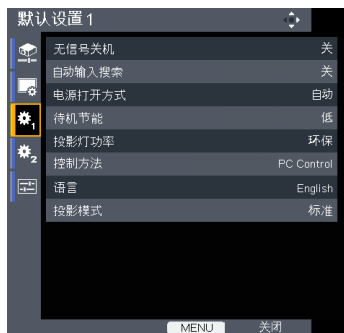 默认设置1
无信号关机 关
自动输入搜索 关
电源打开方式 自动
1 待机节能 低
投影灯功率 环保
2 控制方法 PC Control
语言 English
投影模式 标准
MENU 关闭